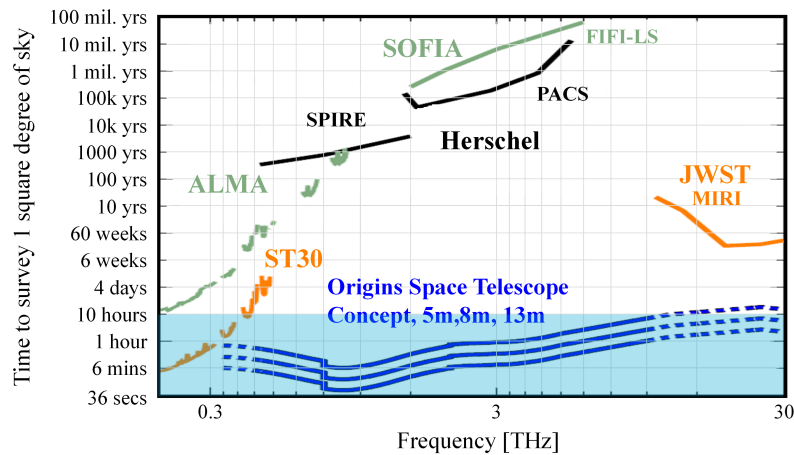 Time to survey 1 square degree of sky
100 mil. yrs
10 mil. yrs
1 mil. yrs
100k yrs
10k yrs
1000 yrs
100 yrs
10 yrs
60 weeks
6 weeks
4 days
10 hours
1 hour
6 mins
36 secs
SOFIA
FIFI-LS
PACS
SPIRE
Herschel
ALMA
JWST
MIRI
ST30
Origins Space Telescope
Concept, 5m,8m, 13m
0.3
3
30
Frequency [THz]